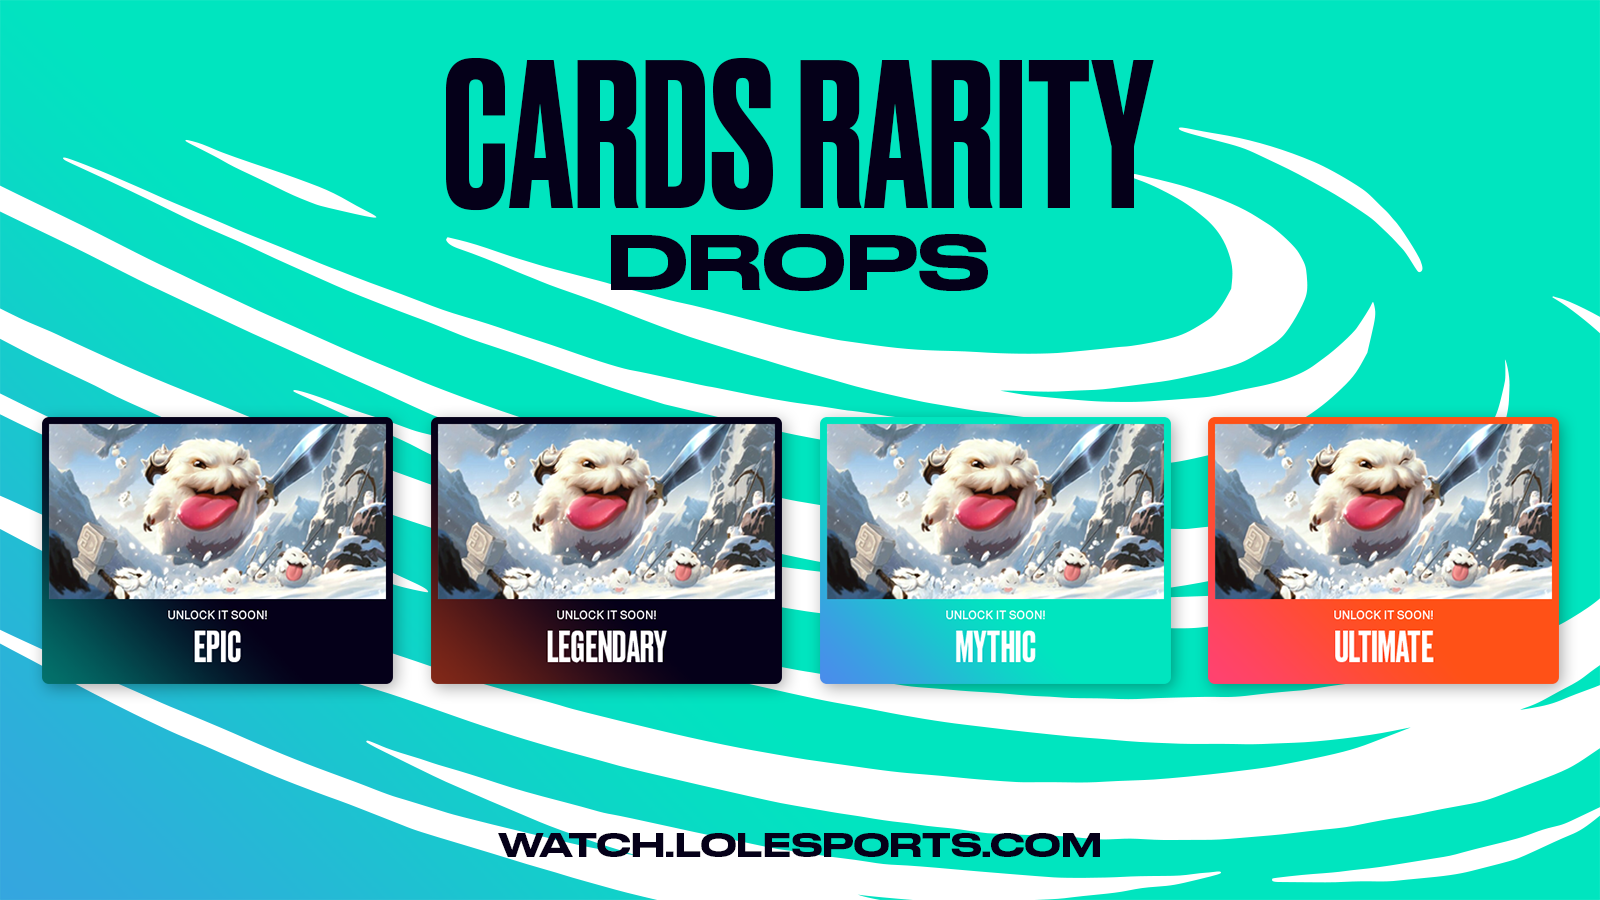 CARDS RARITY
DROPS
UNLOCK IT SOON!
EPIC
UNLOCK IT SOON!
LEGENDARY
UNLOCK IT SOON!
MYTHIC
UNLOCK IT SOON!
ULTIMATE
WATCH.LOLESPORTS.COM